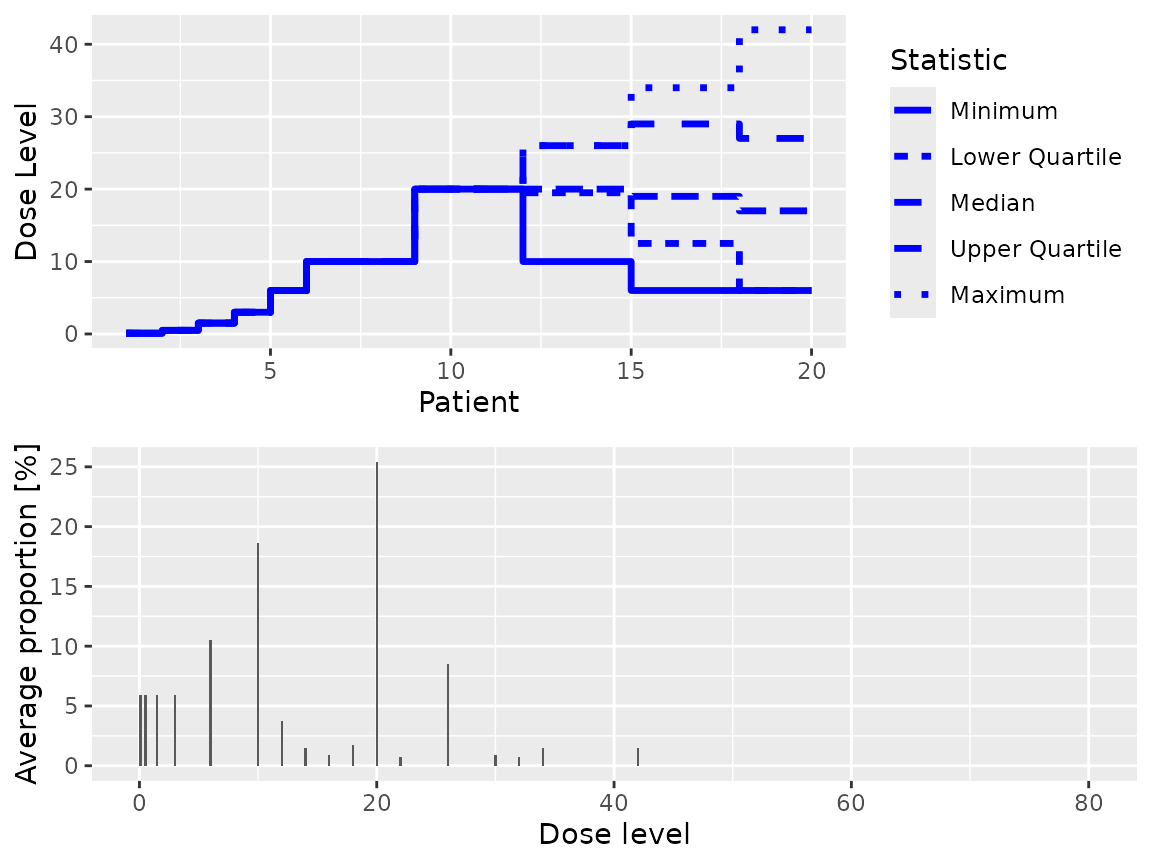 40
30
20
10
0
Dose Level
5
10
15
20
Patient
Statistic
Minimum
Lower Quartile
Median
Upper Quartile
Maximum
25
20
15
10
5
0
Average proportion [%]
0
20
40
60
80
Dose level